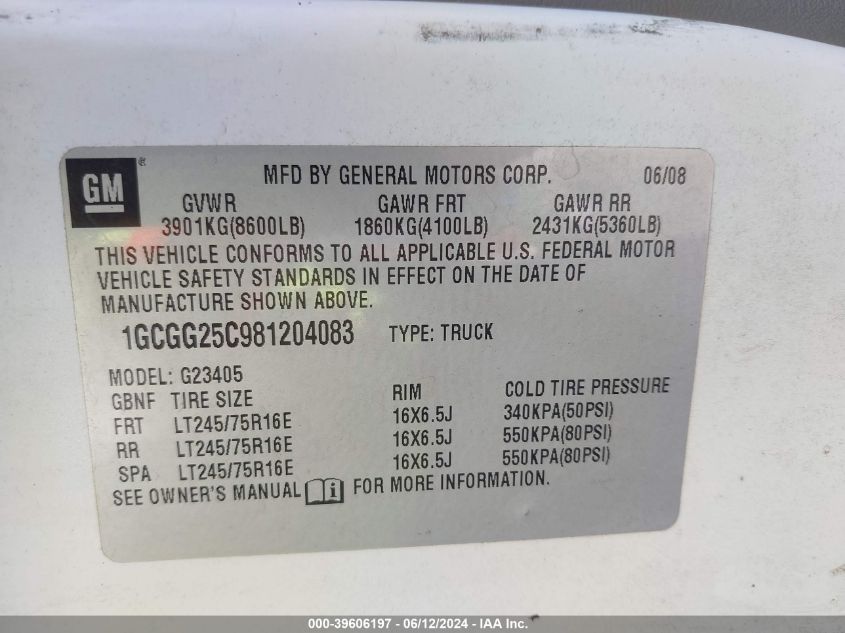 GM ®
MFD BY GENERAL MOTORS CORP. 06/08
GVWR GAWR FRT GAWR RR
3901KG(8600LB) 1860KG(4100LB) 2431KG(5360LB)
THIS VEHICLE CONFORMS TO ALL APPLICABLE U.S. FEDERAL MOTOR
VEHICLE SAFETY STANDARDS IN EFFECT ON THE DATE OF
MANUFACTURE SHOWN ABOVE.
1GCGG25C981204083 TYPE: TRUCK
MODEL: G23405
GBNF TIRE SIZE RIM COLD TIRE PRESSURE
FRT LT245/75R16E 16X6.5J 340KPA(50PSI)
RR LT245/75R16E 16X6.5J 550KPA(80PSI)
SPA LT245/75R16E 16X6.5J 550KPA(80PSI)
SEE OWNER'S MANUAL i FOR MORE INFORMATION.
000-39606197 - 06/12/2024 - IAA Inc.